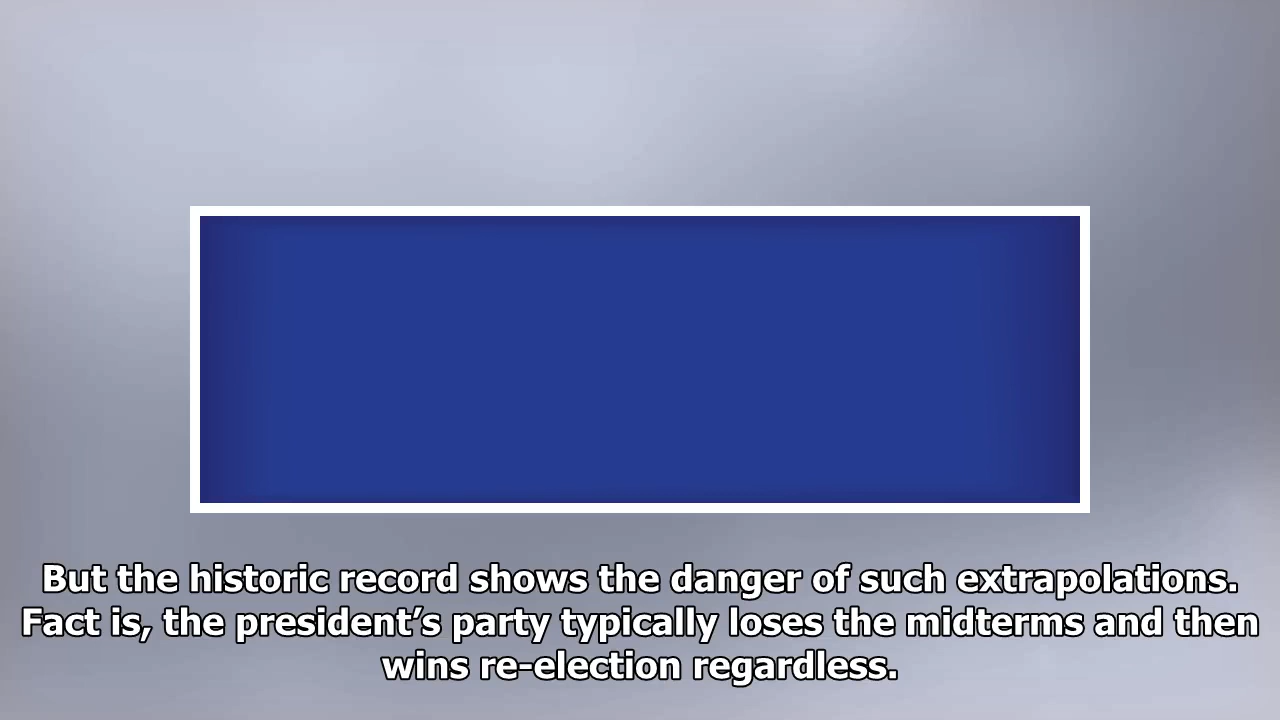 But the historic record shows the danger of such extrapolations.
Fact is, the president’s party typically loses the midterms and then
wins re-election regardless.